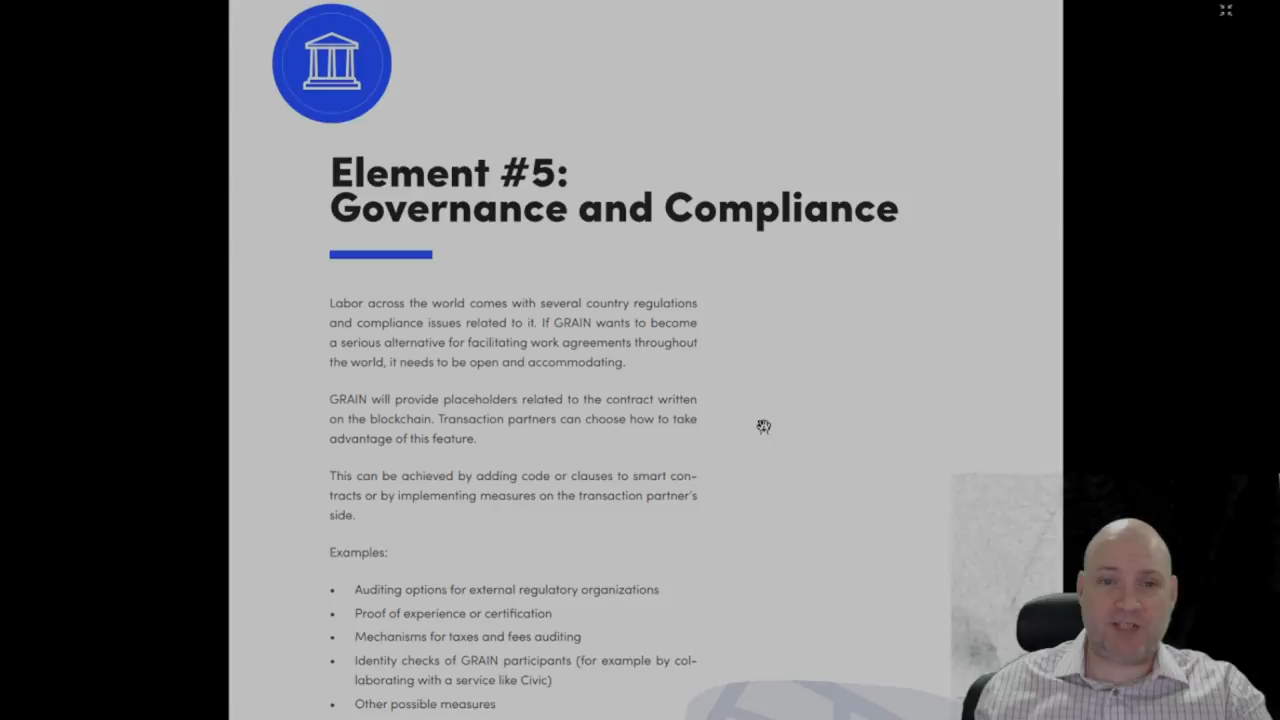 Element #5:
Governance and Compliance
Labor across the world comes with several country regulations
and compliance issues related to it. If GRAIN wants to become
a serious alternative for facilitating work agreements throughout
the world, it needs to be open and accommodating.
GRAIN will provide placeholders related to the contract written
on the blockchain. Transaction partners can choose how to take
advantage of this feature.
This can be achieved by adding code or clauses to smart con-
tracts or by implementing measures on the transaction partner's
side.
Examples:
• Auditing options for external regulatory organizations
• Proof of experience or certification
• Mechanisms for taxes and fees auditing
• Identity checks of GRAIN participants (for example by col-
laborating with a service like Civic)
• Other possible measures